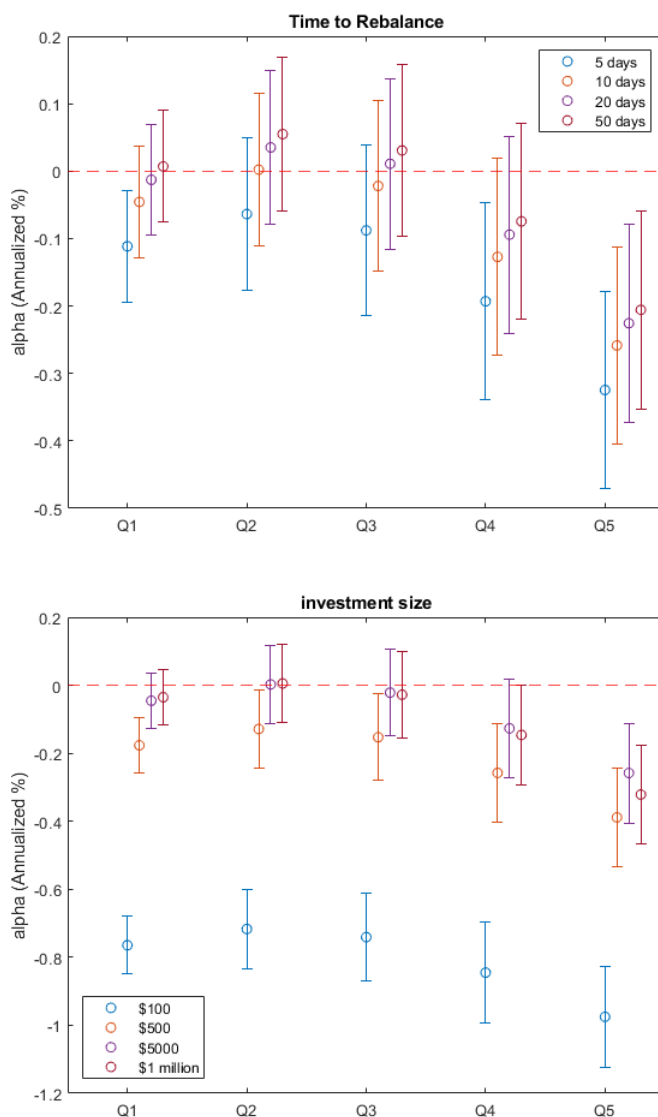 Time to Rebalance
0.2
0.1
0
-0.1
-0.2
-0.3
-0.4
-0.5
alpha (Annualized %)
5 days
10 days
20 days
50 days
Q1 Q2 Q3 Q4 Q5
investment size
0.2
0
-0.2
-0.4
-0.6
-0.8
-1
-1.2
alpha (Annualized %)
$100
$500
$5000
$1 million
Q1 Q2 Q3 Q4 Q5